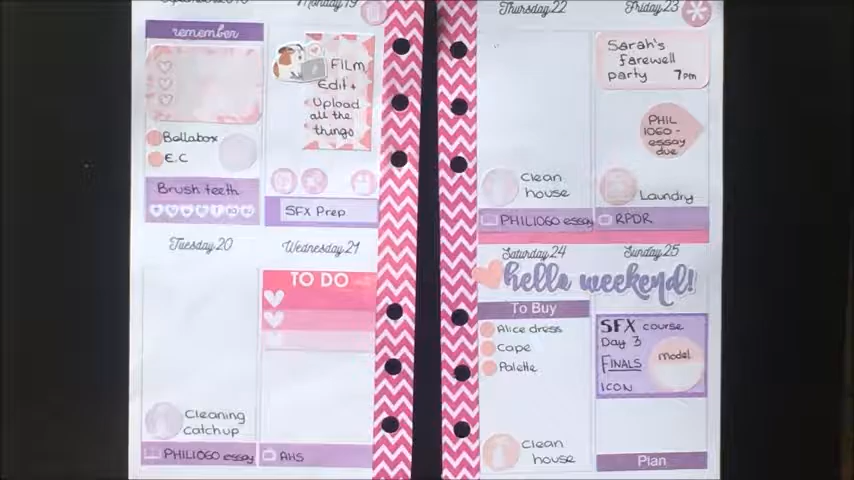 Monday 19
remember
Bellabox
E.C
Brush teeth
Film
Edit +
Upload
all the
things
SFX Prep
Tuesday 20
Cleaning
catch up
PHIL1060 essay
Wednesday 21
TO DO
AHS
Thursday 22
Clean
house
PHIL1060 essay
Friday 23
Sarah's
farewell
party 7pm
PHIL
1060 -
essay
due
Laundry
RPDR
Saturday 24
Sunday 25
hello weekend!
To Buy
Alice dress
Cape
Palette
Clean
house
SFX course
Day 3
FINALS
ICON
model
Plan